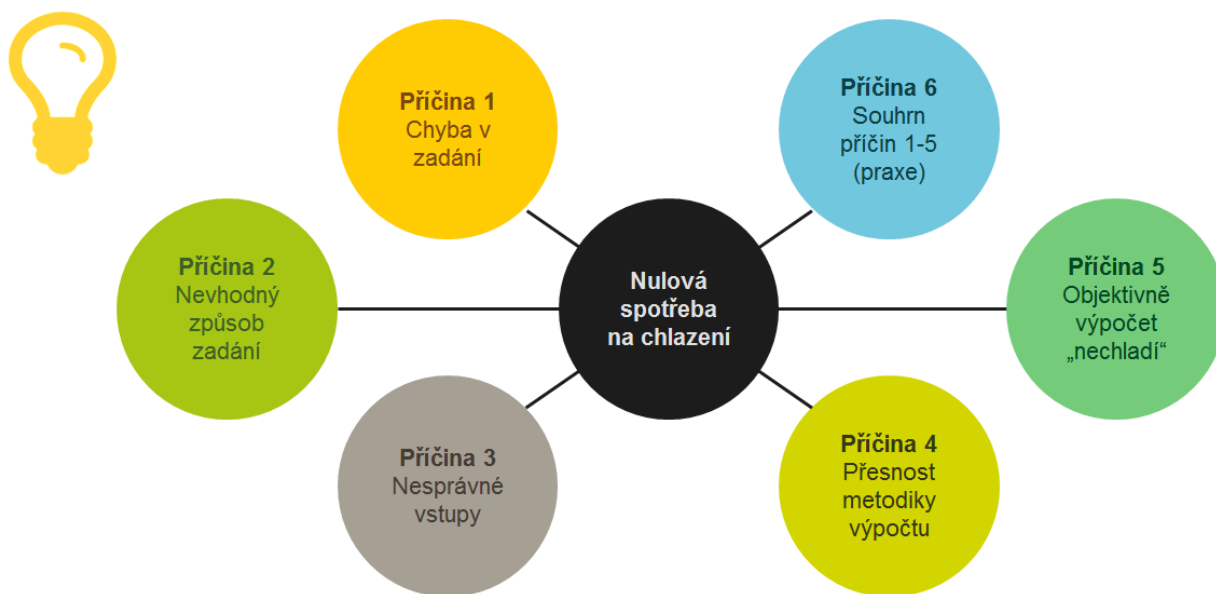 Příčina 1
Chyba v
zadání
Příčina 6
Souhrn
příčin 1-5
(praxe)
Příčina 2
Nevhodný
způsob
zadání
Nulová
spotřeba
na chlazení
Příčina 5
Objektivně
výpočet
„nechladí“
Příčina 3
Nesprávné
vstupy
Příčina 4
Přesnost
metodiky
výpočtu